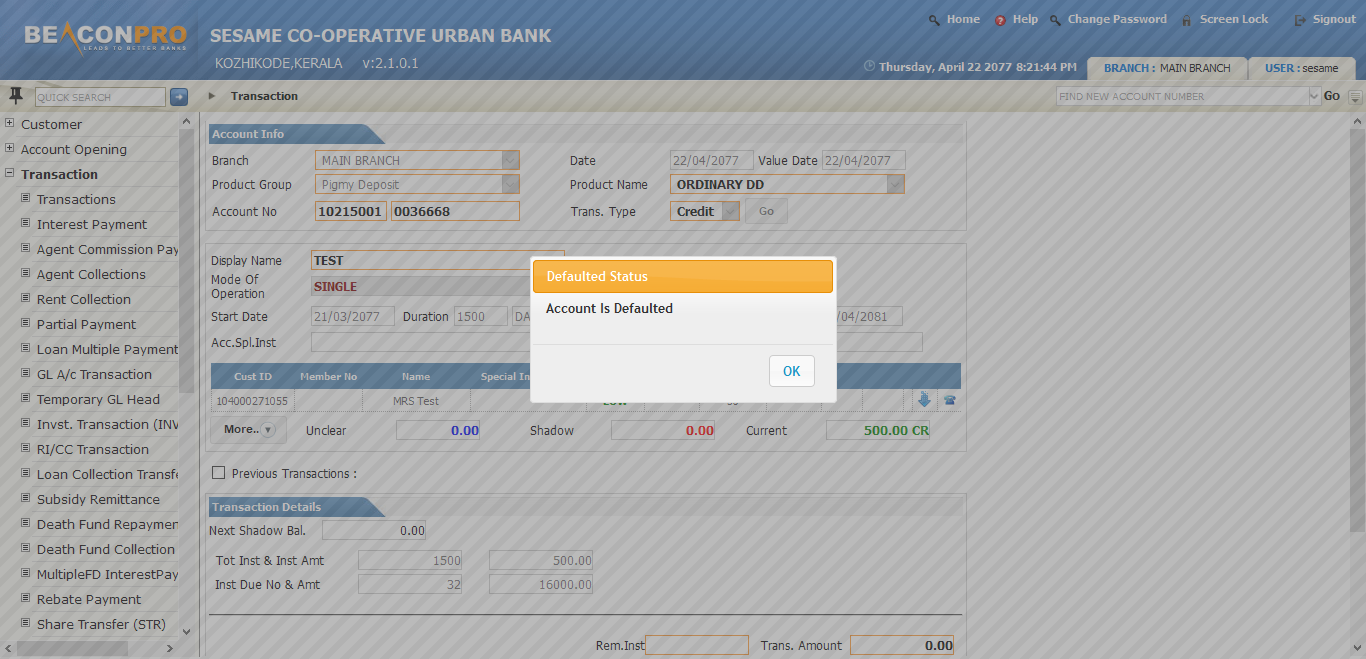 BEACONPRO
LEADS TO BETTER BANKS
SESAME CO-OPERATIVE URBAN BANK
KOZHIKODE,KERALA v:2.1.0.1
Home Help Change Password Screen Lock Signout
Thursday, April 22 2077 8:21:44 PM BRANCH : MAIN BRANCH USER : sesame
QUICK SEARCH Transaction FIND NEW ACCOUNT NUMBER Go
Customer
Account Opening
Transaction
Transactions
Interest Payment
Agent Commission Pay
Agent Collections
Rent Collection
Partial Payment
Loan Multiple Payment
GL A/c Transaction
Temporary GL Head
Invst. Transaction (INV
RI/CC Transaction
Loan Collection Transfe
Subsidy Remittance
Death Fund Repaymen
Death Fund Collection
MultipleFD InterestPay
Rebate Payment
Share Transfer (STR)
Account Info
Branch MAIN BRANCH Date 22/04/2077 Value Date 22/04/2077
Product Group Pigmy Deposit Product Name ORDINARY DD
Account No 10215001 0036668 Trans. Type Credit Go
Display Name TEST
Mode Of
Operation SINGLE
Start Date 21/03/2077 Duration 1500 DA /04/2081
Acc.Spl.Inst
Defaulted Status
Account Is Defaulted
OK
Cust ID Member No Name Special In
104000271055 MRS Test
More.. Unclear 0.00 Shadow 0.00 Current 500.00 CR
Previous Transactions :
Transaction Details
Next Shadow Bal. 0.00
Tot Inst & Inst Amt 1500 500.00
Inst Due No & Amt 32 16000.00
Rem.Inst Trans. Amount 0.00